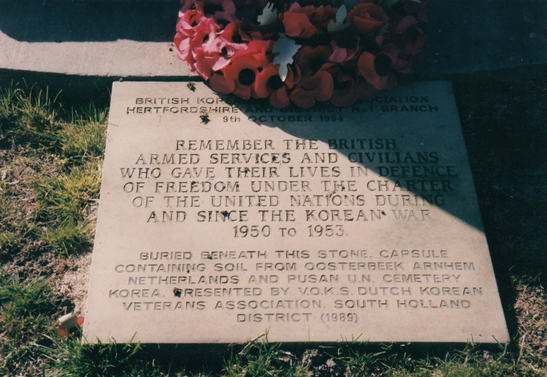 BRITISH KOREAN ASSOCIATION
HERTFORDSHIRE AND DISTRICT BRANCH
9th OCTOBER 1994
REMEMBER THE BRITISH
ARMED SERVICES AND CIVILIANS
WHO GAVE THEIR LIVES IN DEFENCE
OF FREEDOM UNDER THE CHARTER
OF THE UNITED NATIONS DURING
AND SINCE THE KOREAN WAR
1950 TO 1953.
BURIED BENEATH THIS STONE, CAPSULE
CONTAINING SOIL FROM OOSTERBEEK ARNHEM
NETHERLANDS AND PUSAN U.N. CEMETERY
KOREA. PRESENTED BY V.O.K.S. DUTCH KOREAN
VETERANS ASSOCIATION, SOUTH HOLLAND
DISTRICT (1989)